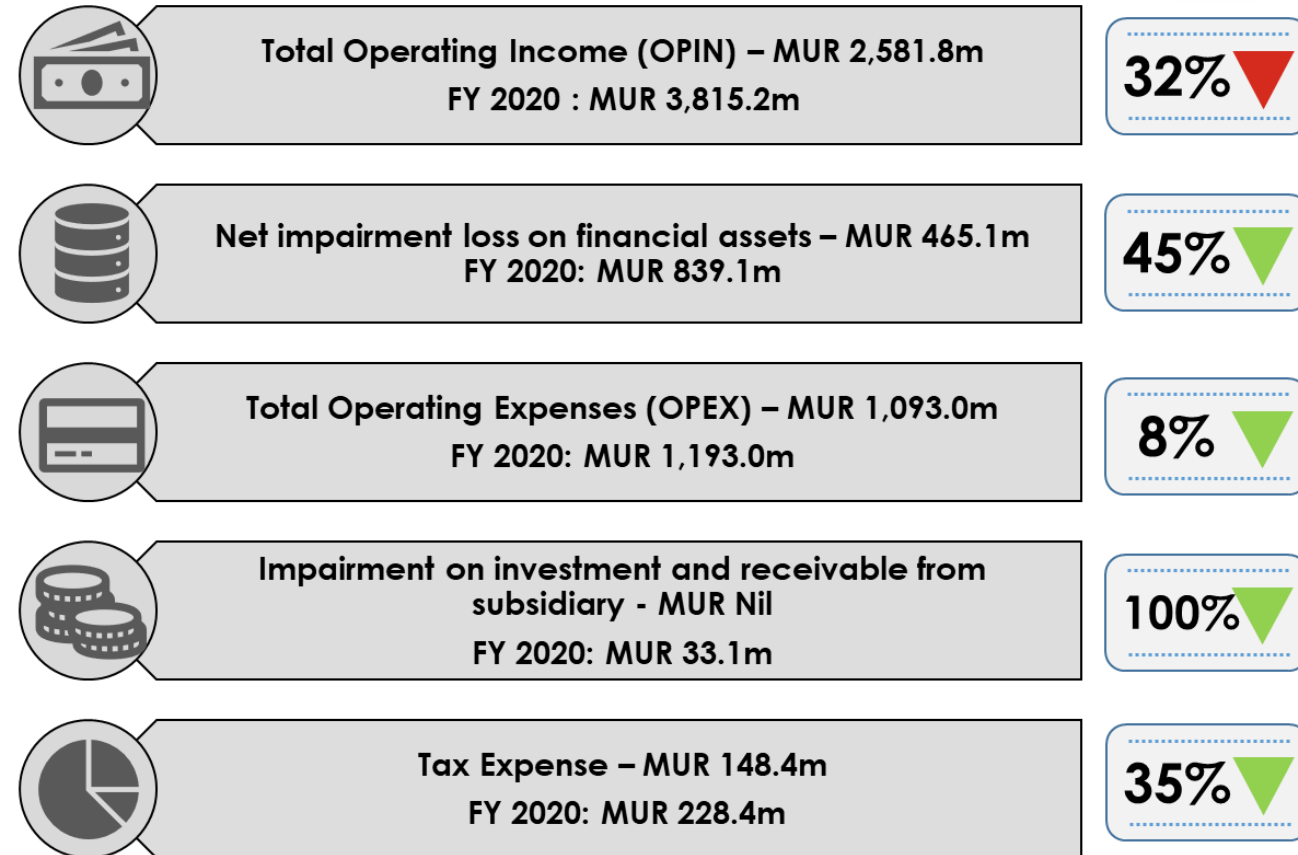 Total Operating Income (OPIN) – MUR 2,581.8m
FY 2020 : MUR 3,815.2m
32%
Net impairment loss on financial assets – MUR 465.1m
FY 2020: MUR 839.1m
45%
Total Operating Expenses (OPEX) – MUR 1,093.0m
FY 2020: MUR 1,193.0m
8%
Impairment on investment and receivable from
subsidiary - MUR Nil
FY 2020: MUR 33.1m
100%
Tax Expense – MUR 148.4m
FY 2020: MUR 228.4m
35%